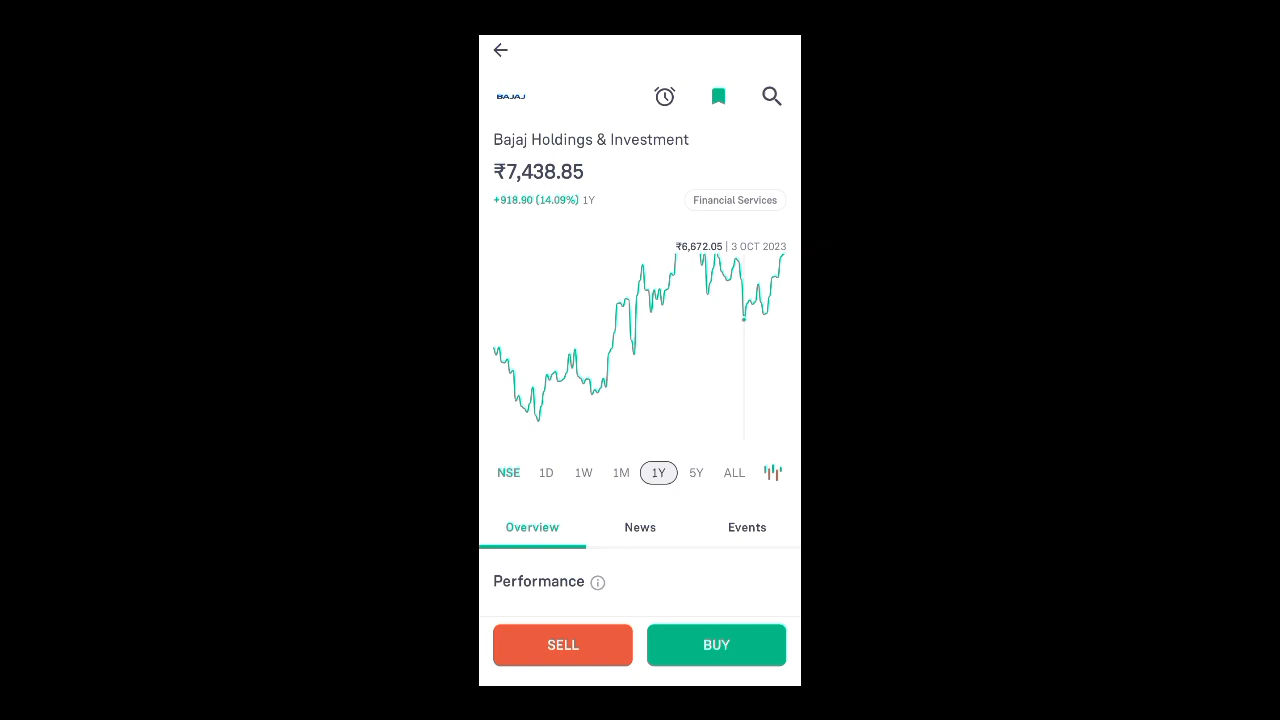 BAJAJ
Bajaj Holdings & Investment
₹7,438.85
+918.90 (14.09%) 1Y
Financial Services
₹6,672.05 | 3 OCT 2023
NSE 1D 1W 1M 1Y 5Y ALL
Overview News Events
Performance
SELL BUY